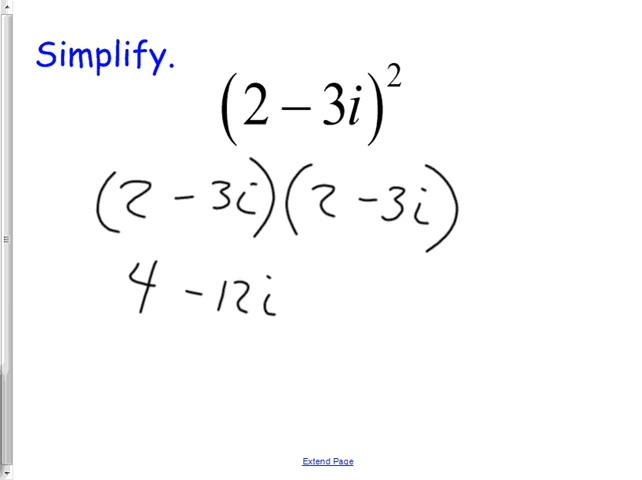 Simplify.
(2 − 3i)²
(2 − 3i)(2 − 3i)
4 − 12i
Extend Page